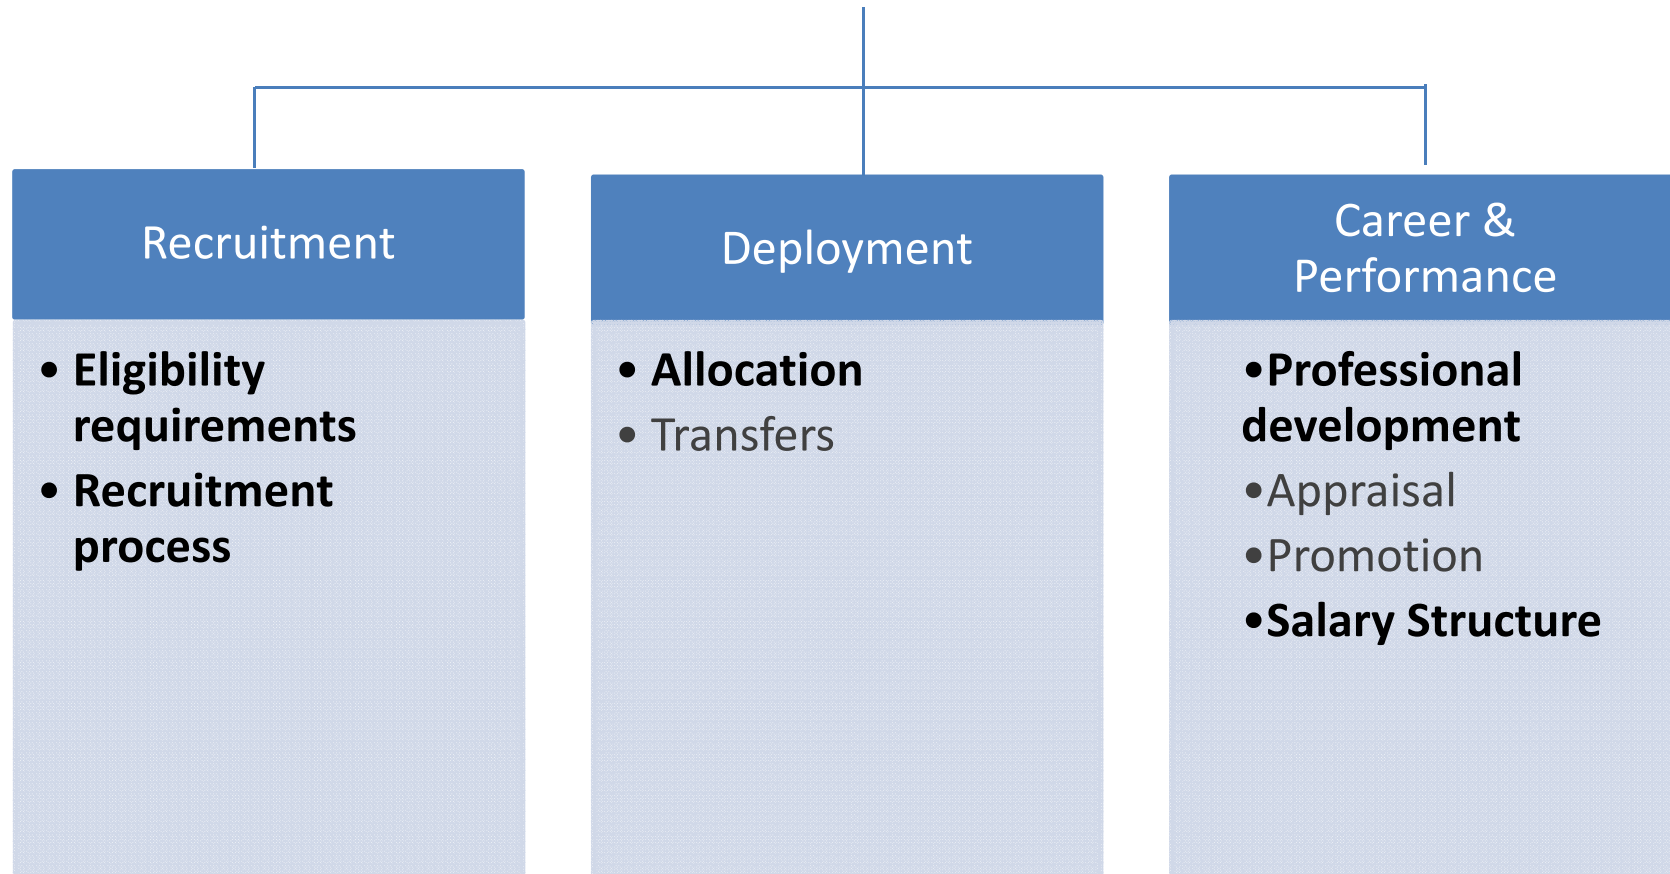 Recruitment
• Eligibility
requirements
• Recruitment
process
Deployment
• Allocation
• Transfers
Career &
Performance
•Professional
development
•Appraisal
•Promotion
•Salary Structure